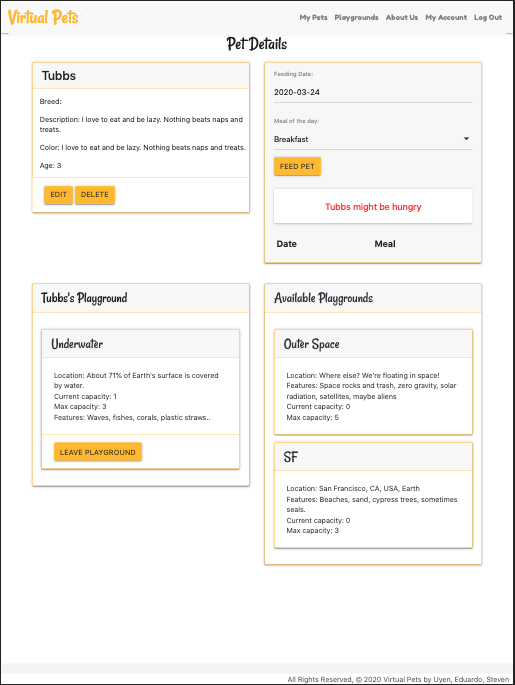 Virtual Pets
My Pets Playgrounds About Us My Account Log Out
Pet Details
Tubbs
Breed:
Description: I love to eat and be lazy. Nothing beats naps and
treats.
Color: I love to eat and be lazy. Nothing beats naps and treats.
Age: 3
EDIT DELETE
Feeding Date:
2020-03-24
Meal of the day:
Breakfast
FEED PET
Tubbs might be hungry
Date Meal
Tubbs's Playground
Underwater
Location: About 71% of Earth's surface is covered
by water.
Current capacity: 1
Max capacity: 3
Features: Waves, fishes, corals, plastic straws..
LEAVE PLAYGROUND
Available Playgrounds
Outer Space
Location: Where else? We're floating in space!
Features: Space rocks and trash, zero gravity, solar
radiation, satellites, maybe aliens
Current capacity: 0
Max capacity: 5
SF
Location: San Francisco, CA, USA, Earth
Features: Beaches, sand, cypress trees, sometimes
seals.
Current capacity: 0
Max capacity: 3
All Rights Reserved, © 2020 Virtual Pets by Uyen, Eduardo, Steven